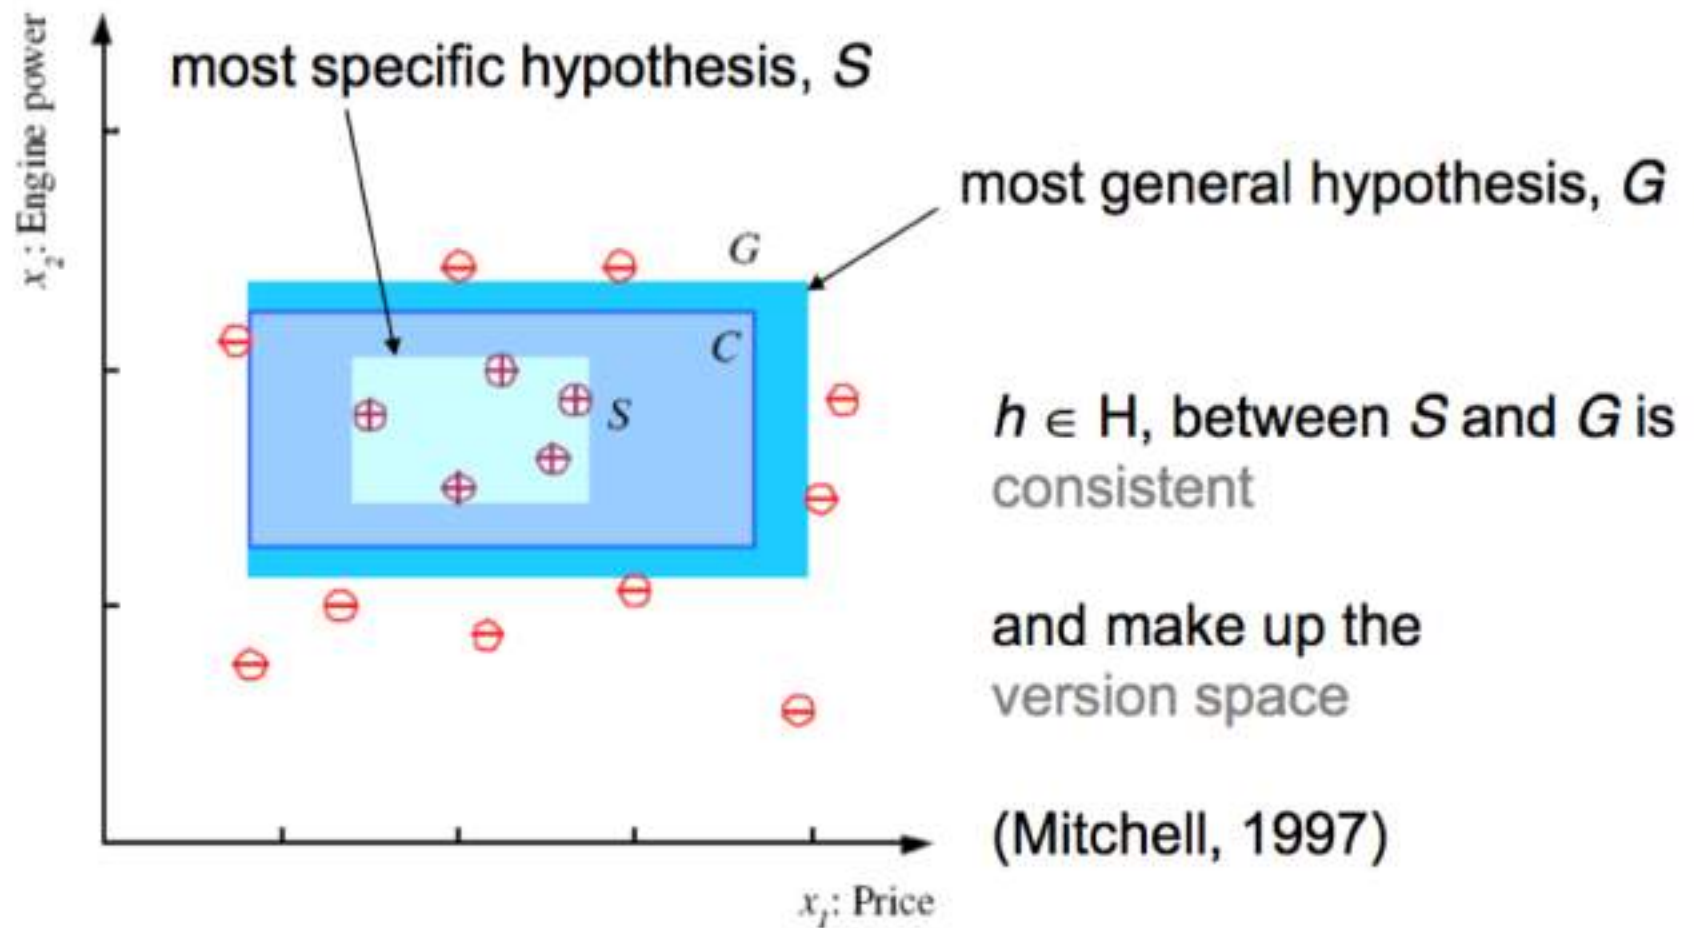 most specific hypothesis, S
most general hypothesis, G
x₂: Engine power
G
C
S
h ∈ H, between S and G is
consistent
and make up the
version space
(Mitchell, 1997)
x₁: Price